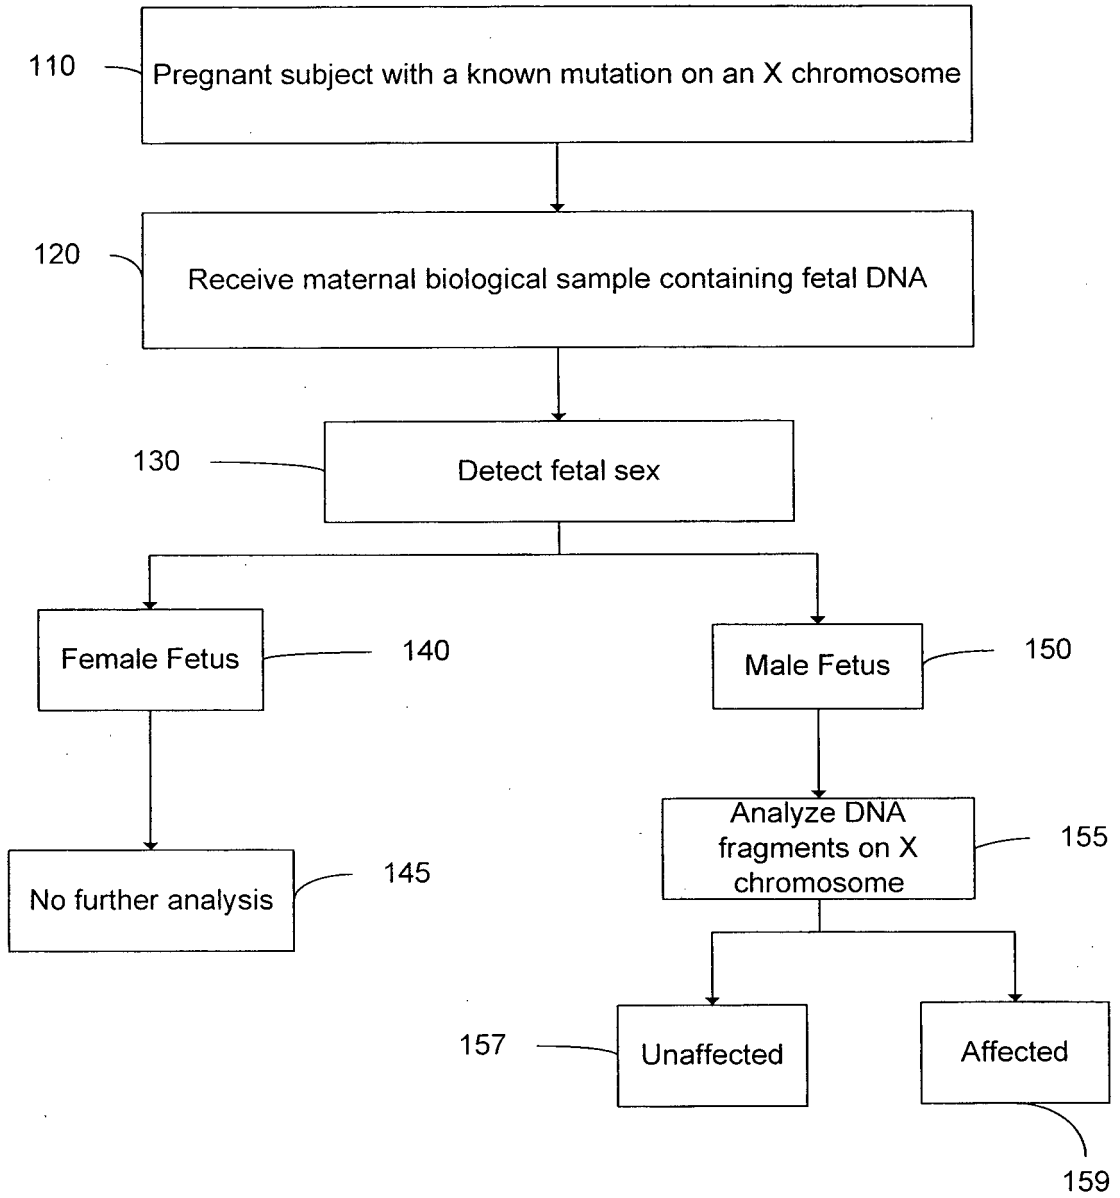 110
Pregnant subject with a known mutation on an X chromosome
120
Receive maternal biological sample containing fetal DNA
130
Detect fetal sex
Female Fetus
140
Male Fetus
150
Analyze DNA
fragments on X
chromosome
155
No further analysis
145
157
Unaffected
Affected
159